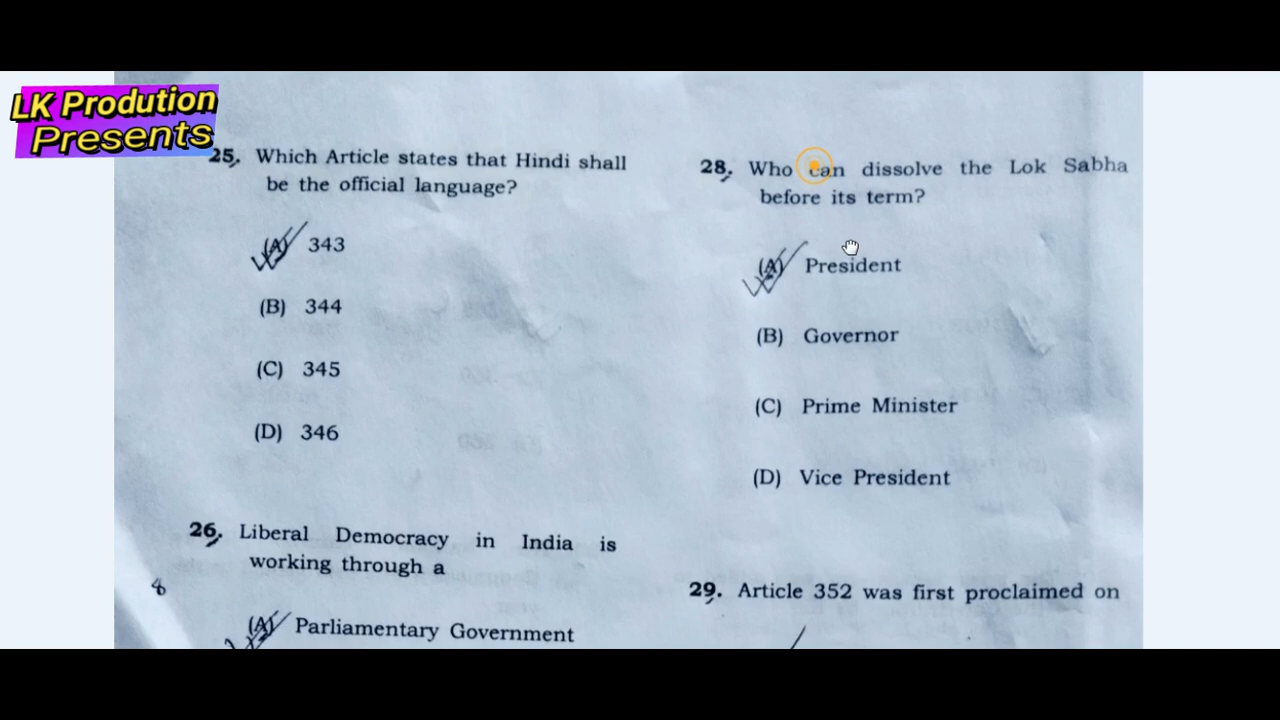 LK Prodution
Presents
25. Which Article states that Hindi shall
be the official language?
(A) 343
(B) 344
(C) 345
(D) 346
26. Liberal Democracy in India is
working through a
8
(A) Parliamentary Government
28. Who can dissolve the Lok Sabha
before its term?
(A) President
(B) Governor
(C) Prime Minister
(D) Vice President
29. Article 352 was first proclaimed on